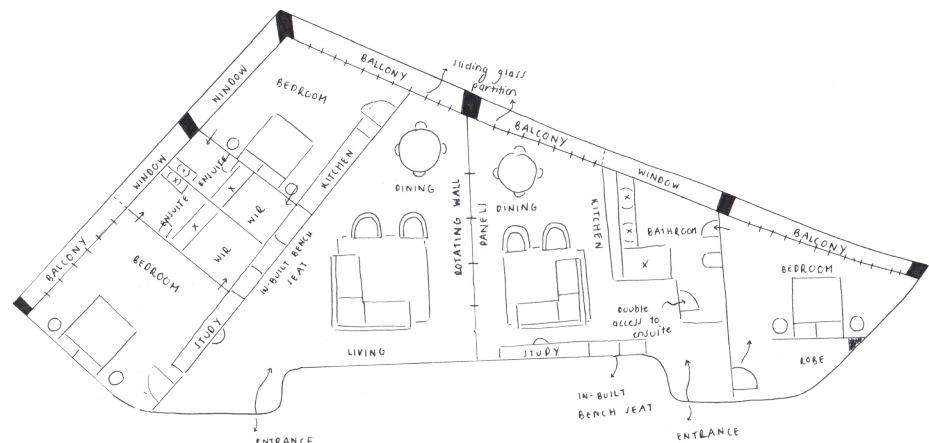 BALCONY
sliding glass
partition
WINDOW
BEDROOM
BALCONY
WINDOW
KITCHEN
DINING
DINING
WINDOW
ENSUITE
ENSUITE
(x)
(x)
x
x
WIR
WIR
ROTATING WALL
PANELS
KITCHEN
(x)
(x)
x
BATHROOM
BALCONY
BALCONY
BEDROOM
BEDROOM
IN-BUILT BENCH
SEAT
Double
access to
ensuite
STUDY
LIVING
STUDY
ROBE
IN-BUILT
BENCH SEAT
ENTRANCE
ENTRANCE